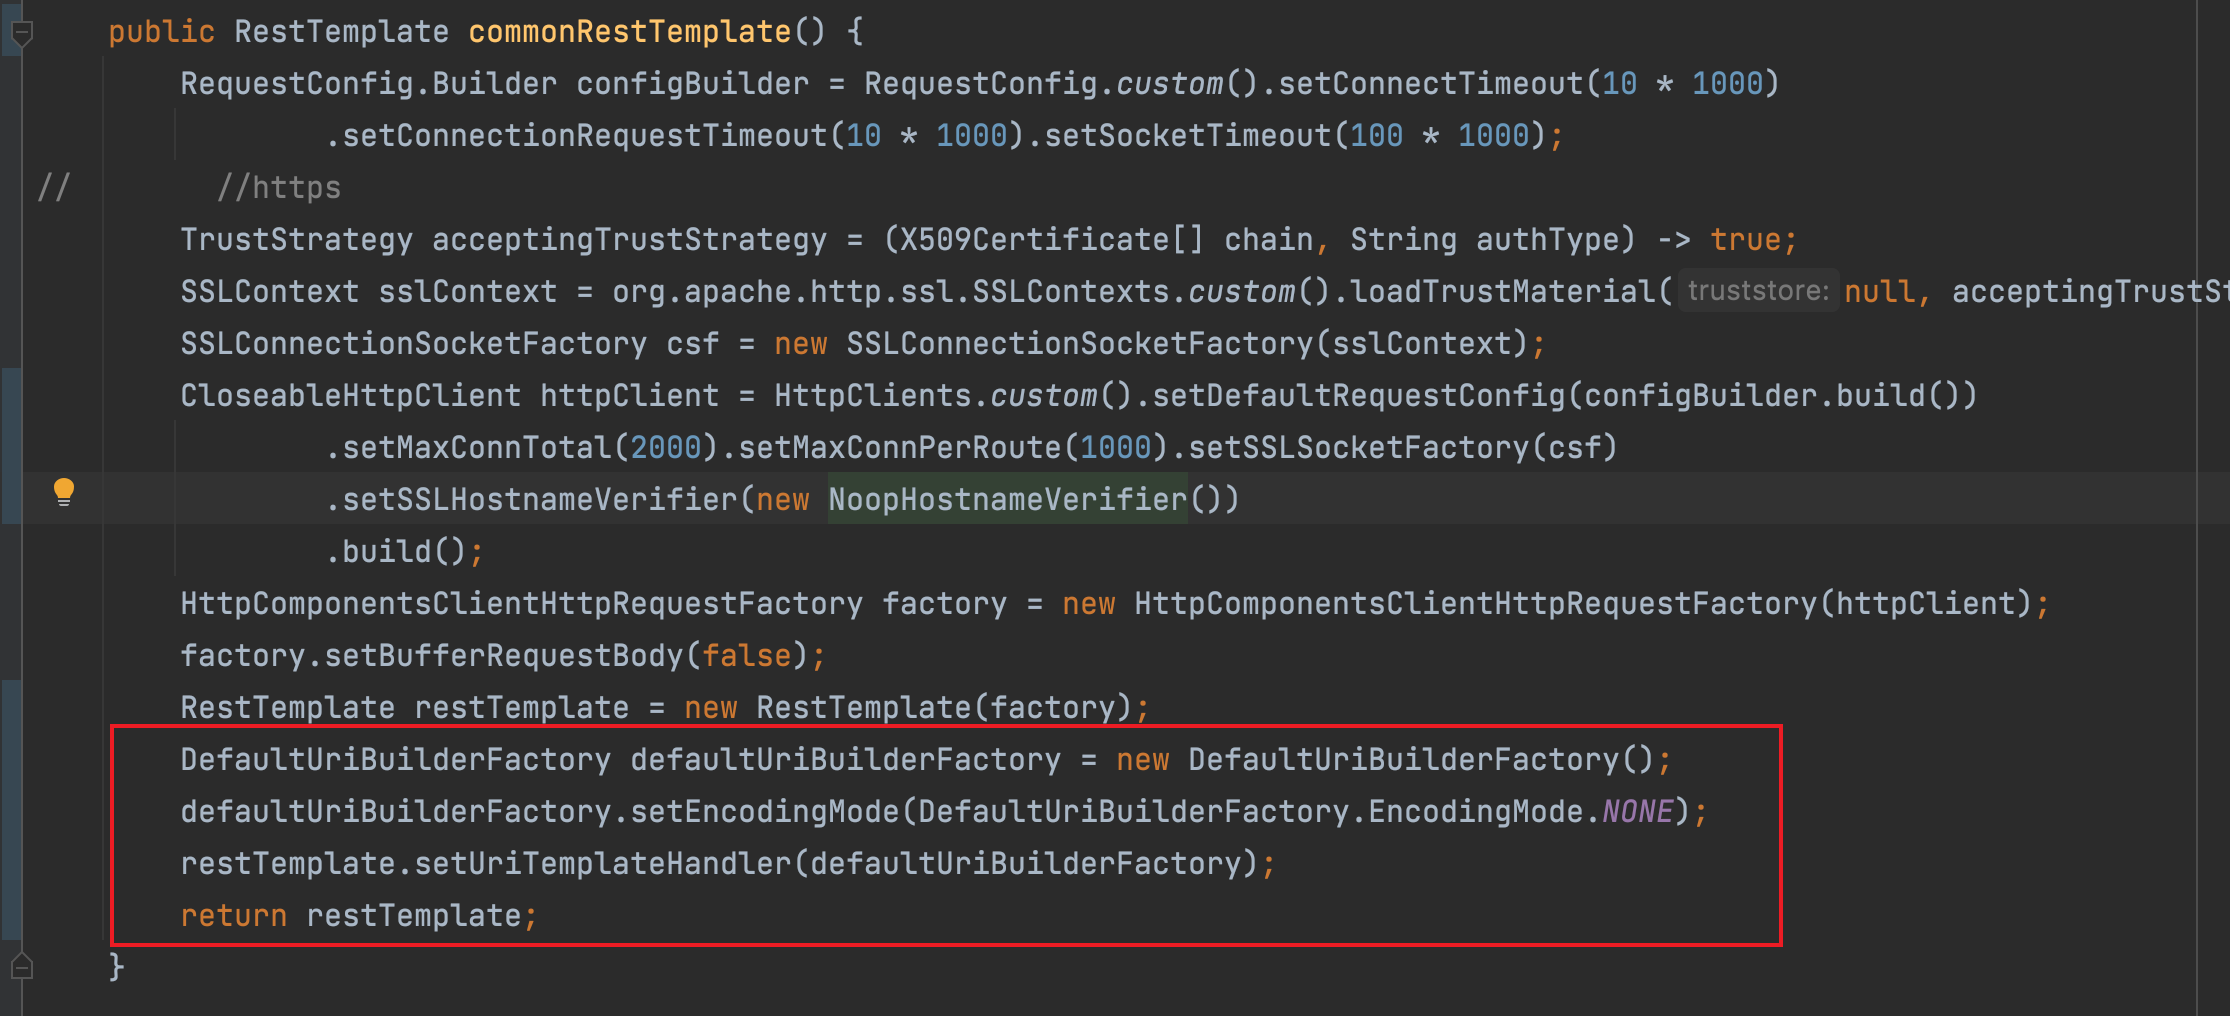 public RestTemplate commonRestTemplate() {
RequestConfig.Builder configBuilder = RequestConfig.custom().setConnectTimeout(10 * 1000)
.setConnectionRequestTimeout(10 * 1000).setSocketTimeout(100 * 1000);
// //https
TrustStrategy acceptingTrustStrategy = (X509Certificate[] chain, String authType) -> true;
SSLContext sslContext = org.apache.http.ssl.SSLContexts.custom().loadTrustMaterial( truststore: null, acceptingTrustSt
SSLConnectionSocketFactory csf = new SSLConnectionSocketFactory(sslContext);
CloseableHttpClient httpClient = HttpClients.custom().setDefaultRequestConfig(configBuilder.build())
.setMaxConnTotal(2000).setMaxConnPerRoute(1000).setSSLSocketFactory(csf)
.setSSLHostnameVerifier(new NoopHostnameVerifier())
.build();
HttpComponentsClientHttpRequestFactory factory = new HttpComponentsClientHttpRequestFactory(httpClient);
factory.setBufferRequestBody(false);
RestTemplate restTemplate = new RestTemplate(factory);
DefaultUriBuilderFactory defaultUriBuilderFactory = new DefaultUriBuilderFactory();
defaultUriBuilderFactory.setEncodingMode(DefaultUriBuilderFactory.EncodingMode.NONE);
restTemplate.setUriTemplateHandler(defaultUriBuilderFactory);
return restTemplate;
}